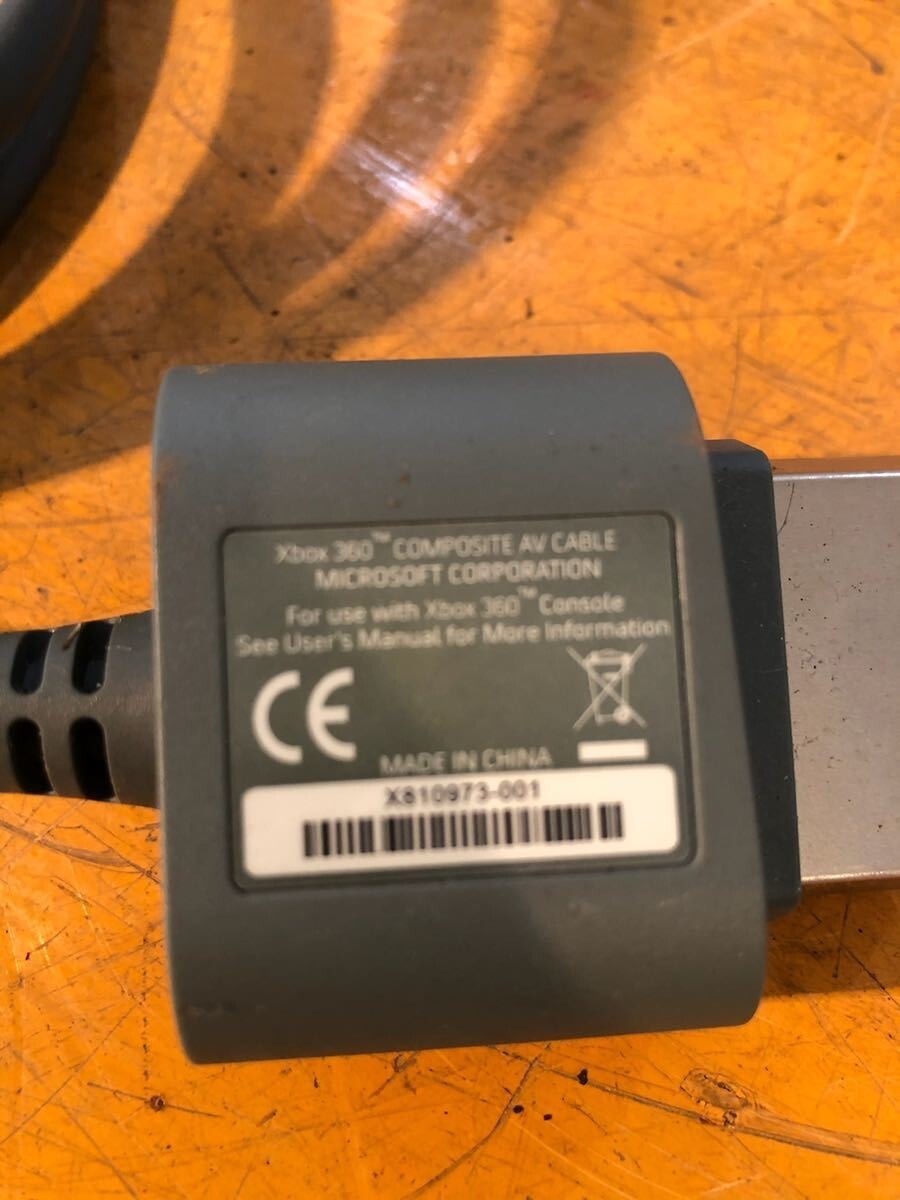 Xbox 360™ COMPOSITE AV CABLE
MICROSOFT CORPORATION
For use with Xbox 360™ Console
See User's Manual for More Information
CE
MADE IN CHINA
X810973-001